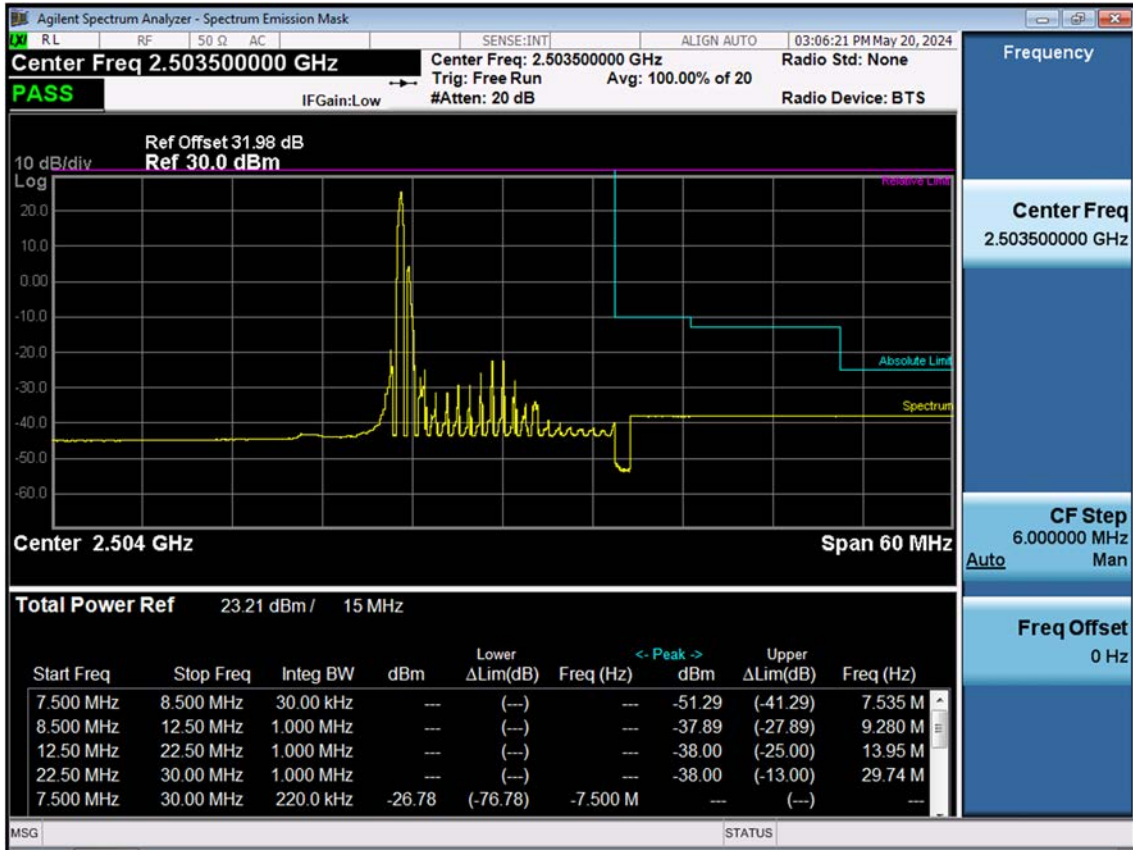 Agilent Spectrum Analyzer - Spectrum Emission Mask
LXI RL RF 50 Ω AC SENSE:INT ALIGN AUTO 03:06:21 PM May 20, 2024
Center Freq 2.503500000 GHz
Center Freq: 2.503500000 GHz
Radio Std: None
Trig: Free Run Avg: 100.00% of 20
PASS
IFGain:Low
#Atten: 20 dB
Radio Device: BTS
Ref Offset 31.98 dB
10 dB/div Ref 30.0 dBm
Log
Relative Limit
20.0
10.0
0.00
-10.0
-20.0
Absolute Limit
-30.0
Spectrum
-40.0
-50.0
-60.0
Center 2.504 GHz Span 60 MHz
Total Power Ref 23.21 dBm / 15 MHz
Lower <- Peak -> Upper
Start Freq Stop Freq Integ BW dBm ΔLim(dB) Freq (Hz) dBm ΔLim(dB) Freq (Hz)
7.500 MHz 8.500 MHz 30.00 kHz --- (---) --- -51.29 (-41.29) 7.535 M
8.500 MHz 12.50 MHz 1.000 MHz --- (---) --- -37.89 (-27.89) 9.280 M
12.50 MHz 22.50 MHz 1.000 MHz --- (---) --- -38.00 (-25.00) 13.95 M
22.50 MHz 30.00 MHz 1.000 MHz --- (---) --- -38.00 (-13.00) 29.74 M
7.500 MHz 30.00 MHz 220.0 kHz -26.78 (-76.78) -7.500 M --- (---) ---
MSG STATUS
Frequency
Center Freq
2.503500000 GHz
CF Step
6.000000 MHz
Auto Man
Freq Offset
0 Hz